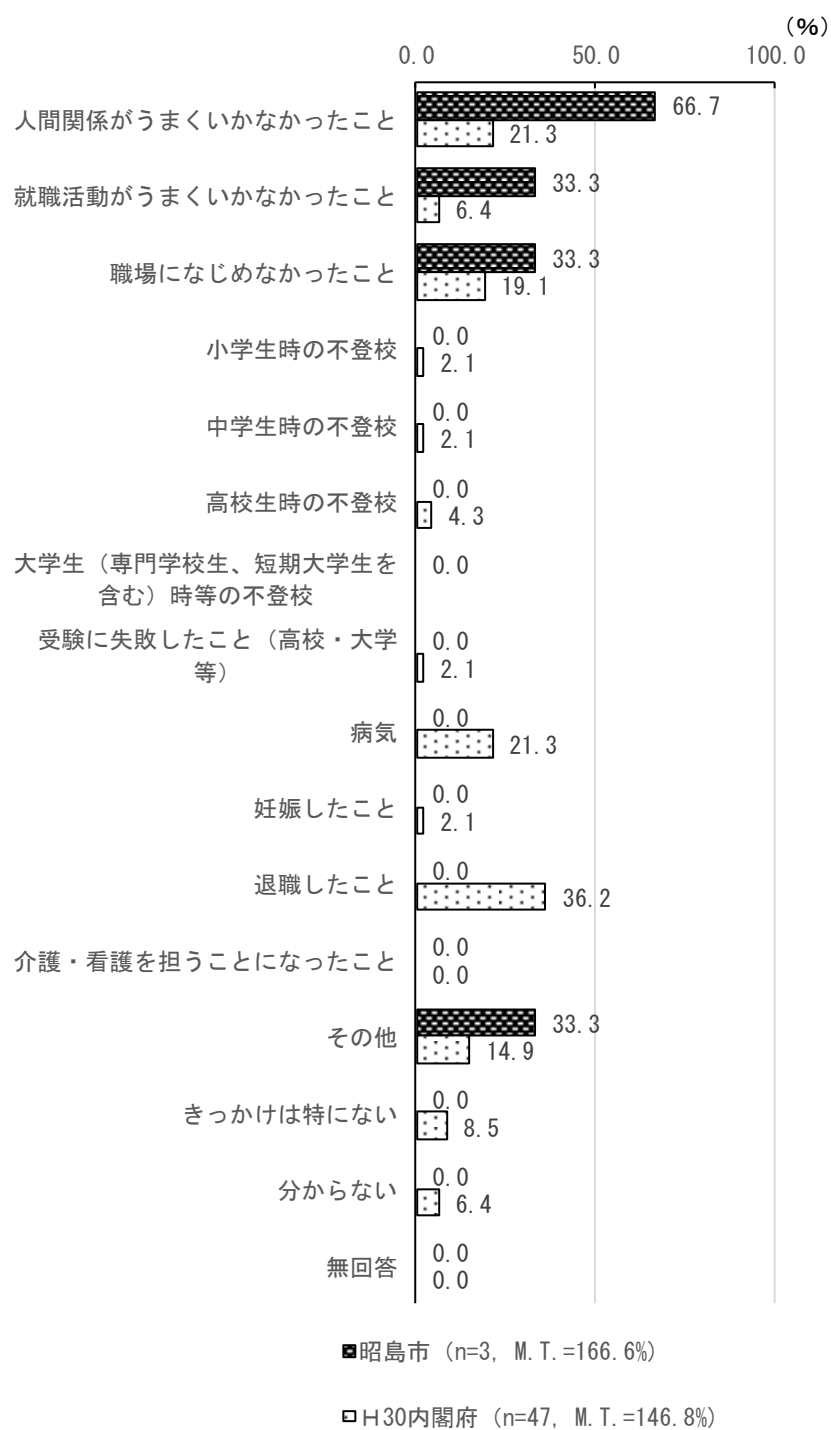 （%）
0.0 50.0 100.0
人間関係がうまくいかなかったこと
66.7
21.3
就職活動がうまくいかなかったこと
33.3
6.4
職場になじめなかったこと
33.3
19.1
小学生時の不登校
0.0
2.1
中学生時の不登校
0.0
2.1
高校生時の不登校
0.0
4.3
大学生（専門学校生、短期大学生を
含む）時等の不登校
0.0
受験に失敗したこと（高校・大学
等）
0.0
2.1
病気
0.0
21.3
妊娠したこと
0.0
2.1
退職したこと
0.0
36.2
介護・看護を担うことになったこと
0.0
0.0
その他
33.3
14.9
きっかけは特にない
0.0
8.5
分からない
0.0
6.4
無回答
0.0
0.0
昭島市（n=3, M.T.=166.6%）
Ｈ30内閣府（n=47, M.T.=146.8%）